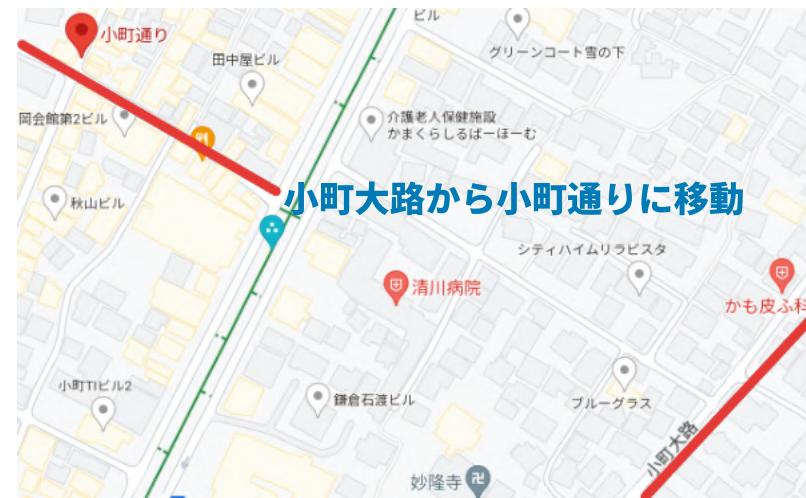 ビル
小町通り
グリーンコート雪の下
田中屋ビル
岡会館第2ビル
介護老人保健施設
かまくらしるばーほーむ
秋山ビル
小町大路から小町通りに移動
シティハイムリラビスタ
清川病院
かも皮ふ科
小町TIビル2
鎌倉石渡ビル
ブルーグラス
小町大路
妙隆寺